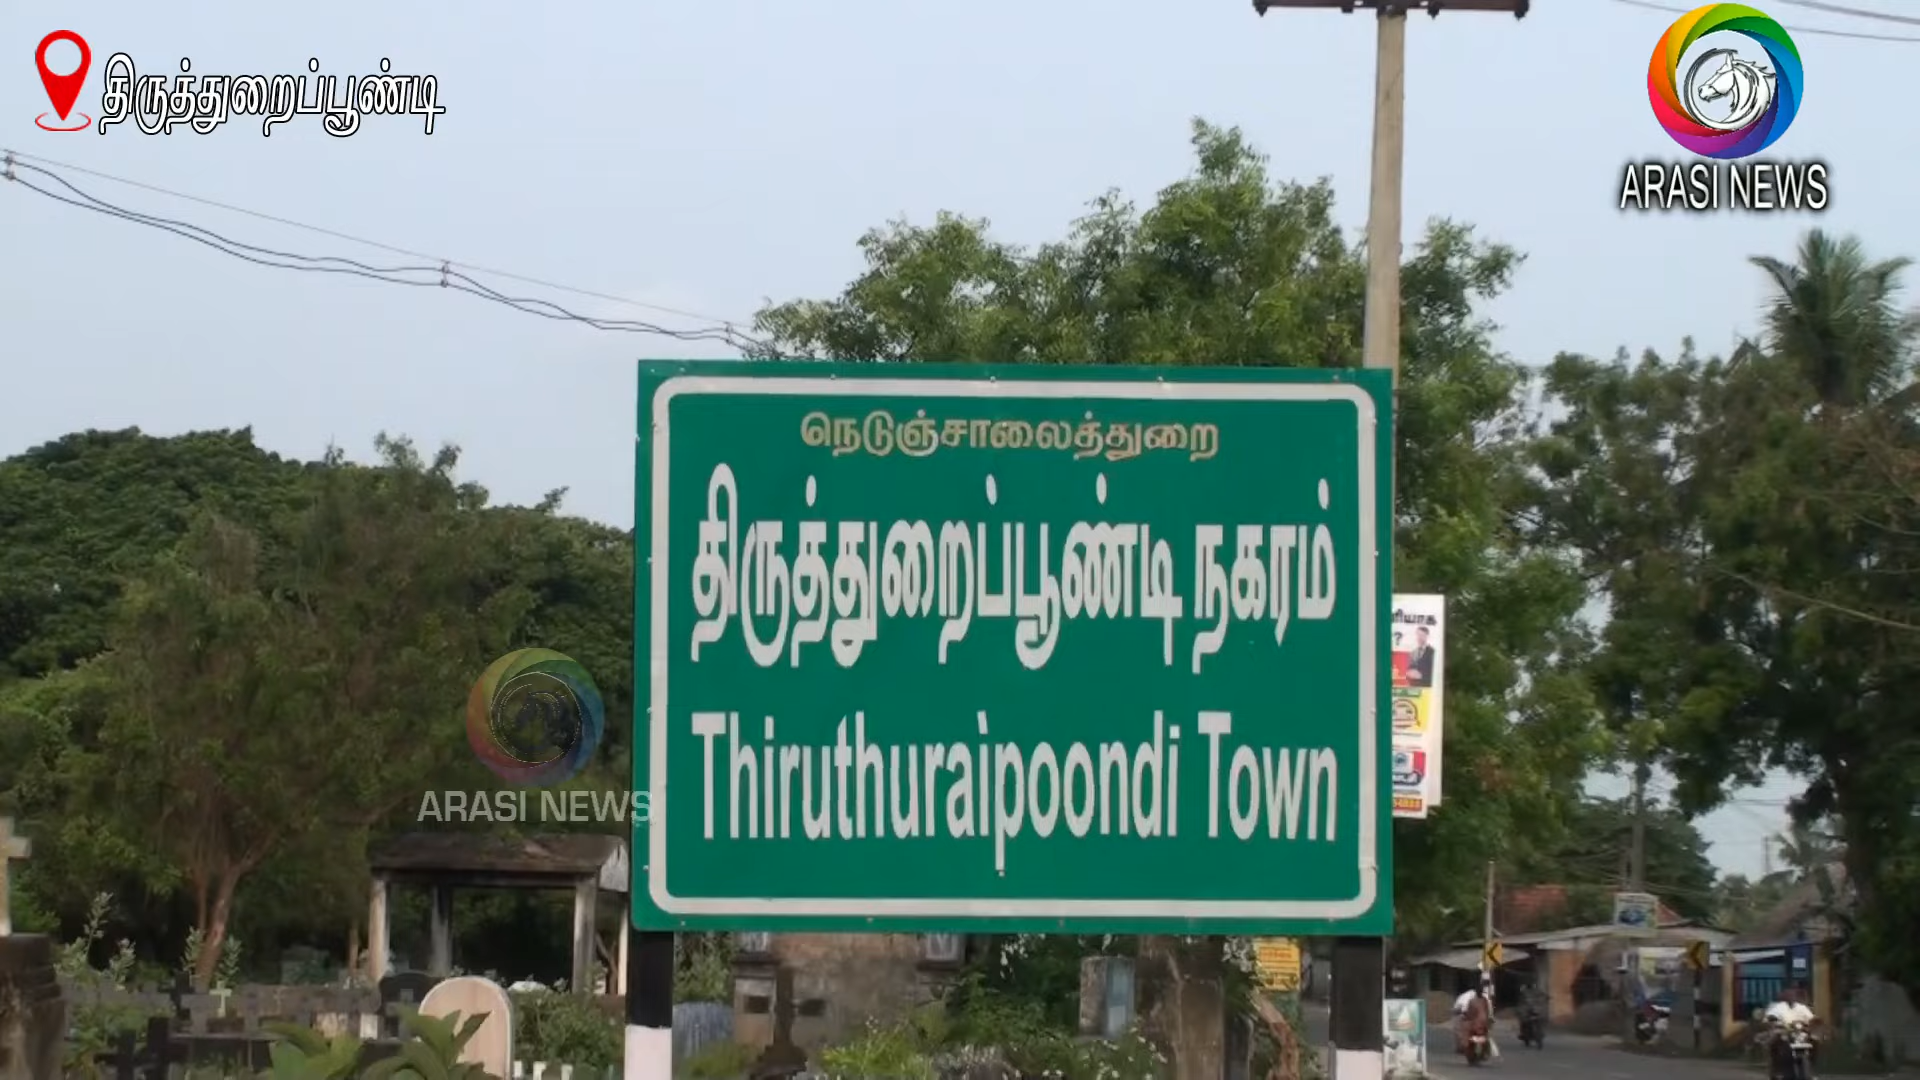 திருத்துறைப்பூண்டி
ARASI NEWS
நெடுஞ்சாலைத்துறை
திருத்துறைப்பூண்டி நகரம்
Thiruthuraipoondi Town
ARASI NEWS